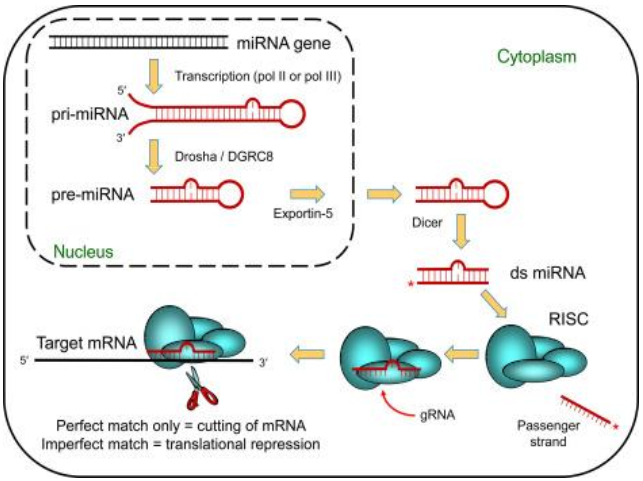 miRNA gene
Cytoplasm
Transcription (pol II or pol III)
5'
pri-miRNA
3'
Drosha / DGRC8
pre-miRNA
Exportin-5
Dicer
Nucleus
*
ds miRNA
RISC
Target mRNA
5'
3'
gRNA
Passenger
strand
*
Perfect match only = cutting of mRNA
Imperfect match = translational repression